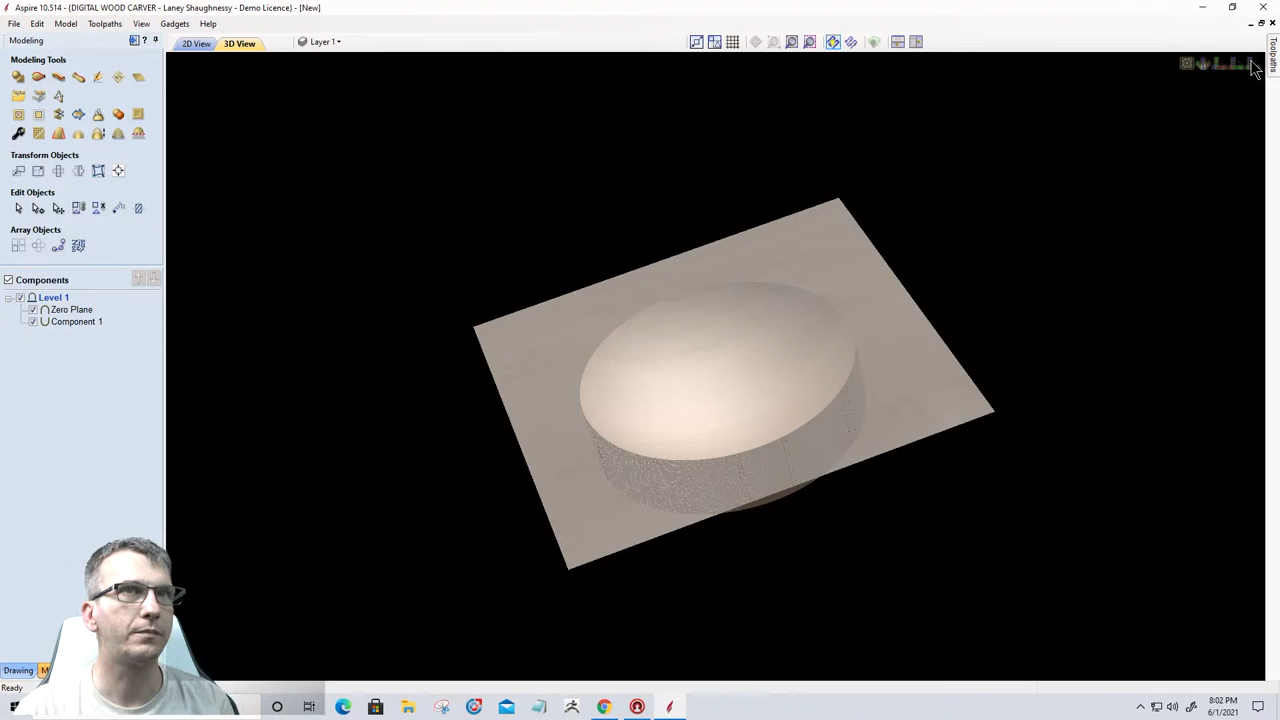 Aspire 10.514 - (DIGITAL WOOD CARVER - Laney Shaughnessy - Demo Licence) - [New]
File Edit Model Toolpaths View Gadgets Help
Modeling
2D View 3D View Layer 1
Toolpaths
Modeling Tools
Transform Objects
Edit Objects
Array Objects
Components
Level 1
Zero Plane
Component 1
Drawing
Ready
8:02 PM
6/1/2021